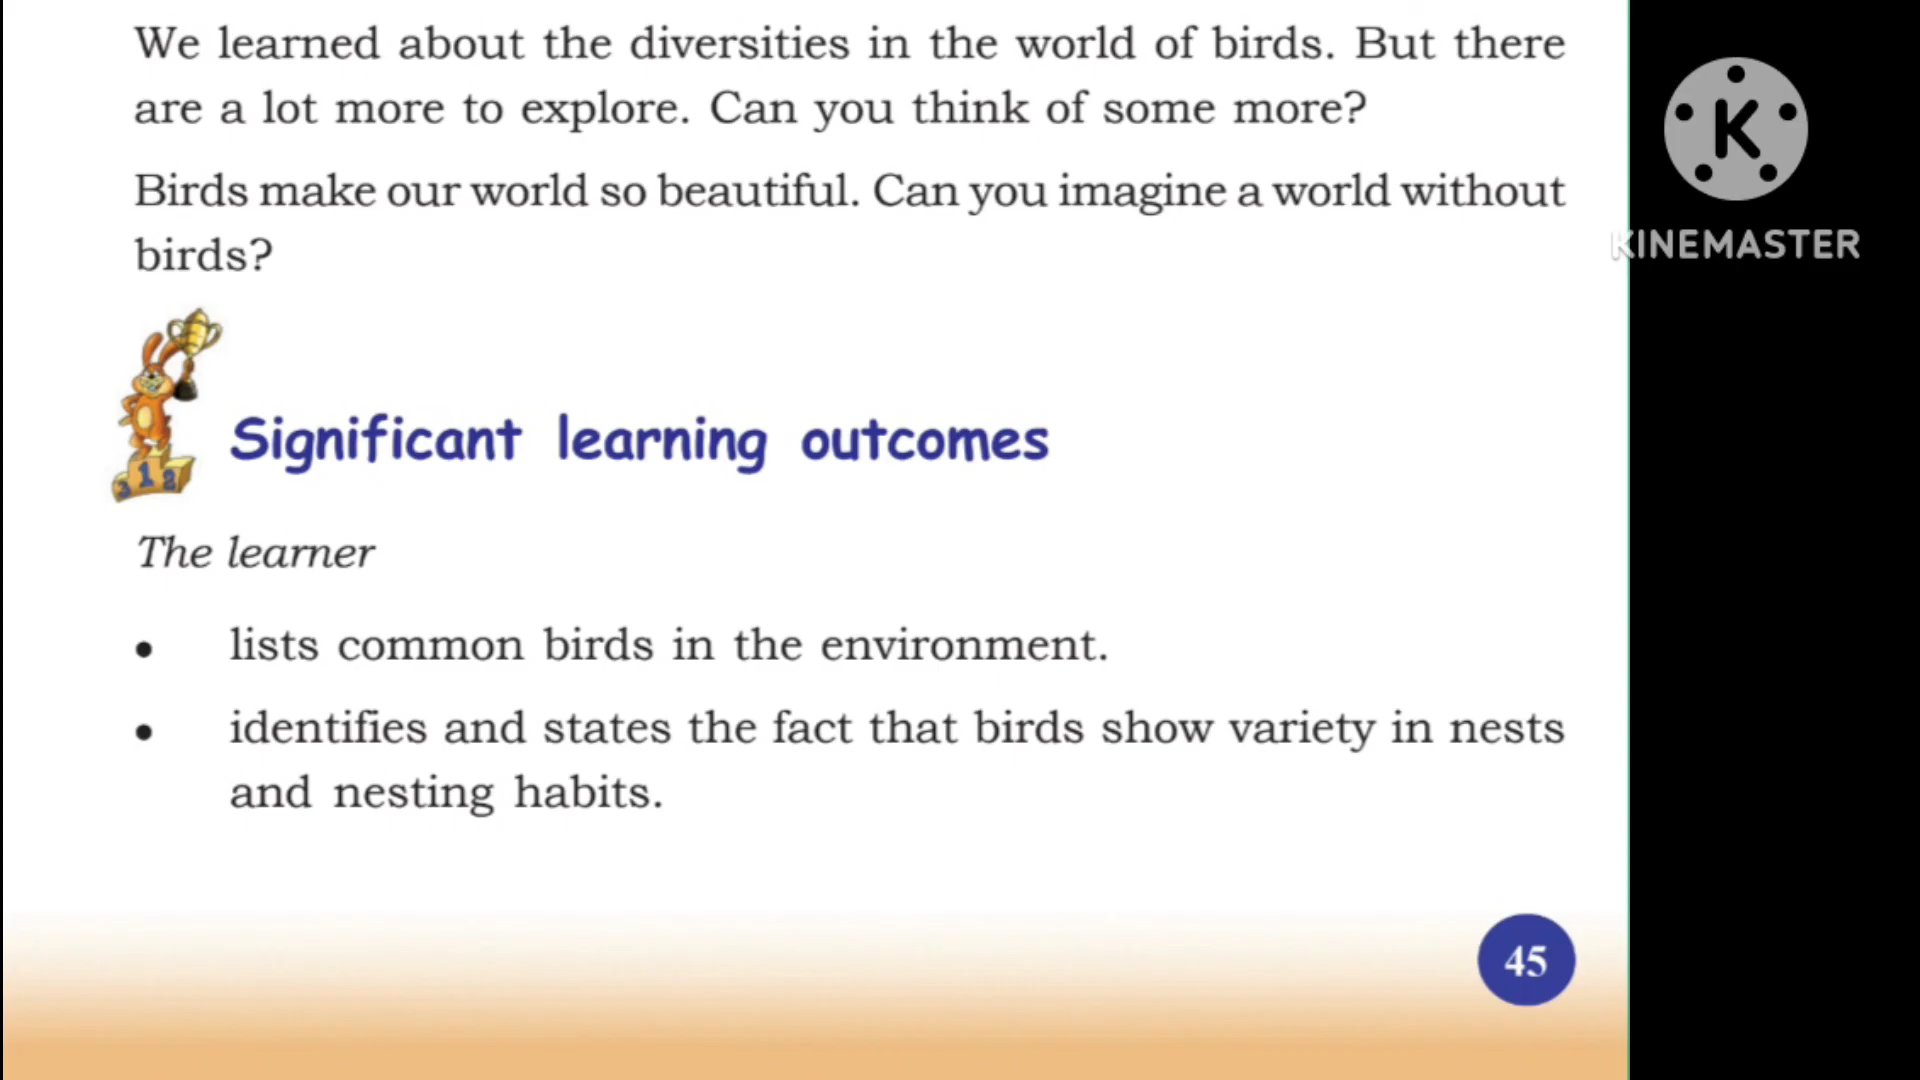 We learned about the diversities in the world of birds. But there
are a lot more to explore. Can you think of some more?
Birds make our world so beautiful. Can you imagine a world without
birds?
K
KINEMASTER
Significant learning outcomes
3 1 2
The learner
• lists common birds in the environment.
• identifies and states the fact that birds show variety in nests
and nesting habits.
45